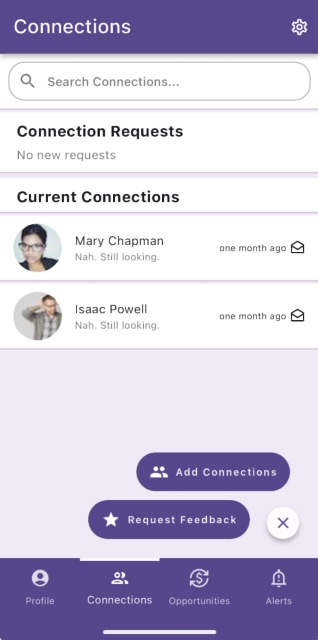 Connections
Search Connections...
Connection Requests
No new requests
Current Connections
Mary Chapman
Nah. Still looking.
one month ago
Isaac Powell
Nah. Still looking.
one month ago
Add Connections
Request Feedback
Profile
Connections
Opportunities
Alerts